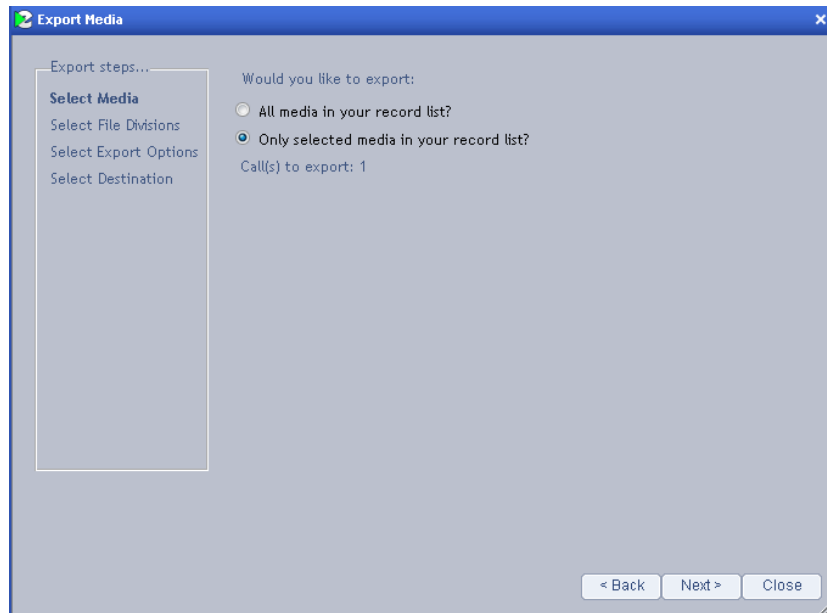 Export Media
Export steps...
Select Media
Select File Divisions
Select Export Options
Select Destination
Would you like to export:
All media in your record list?
Only selected media in your record list?
Call(s) to export: 1
< Back
Next >
Close